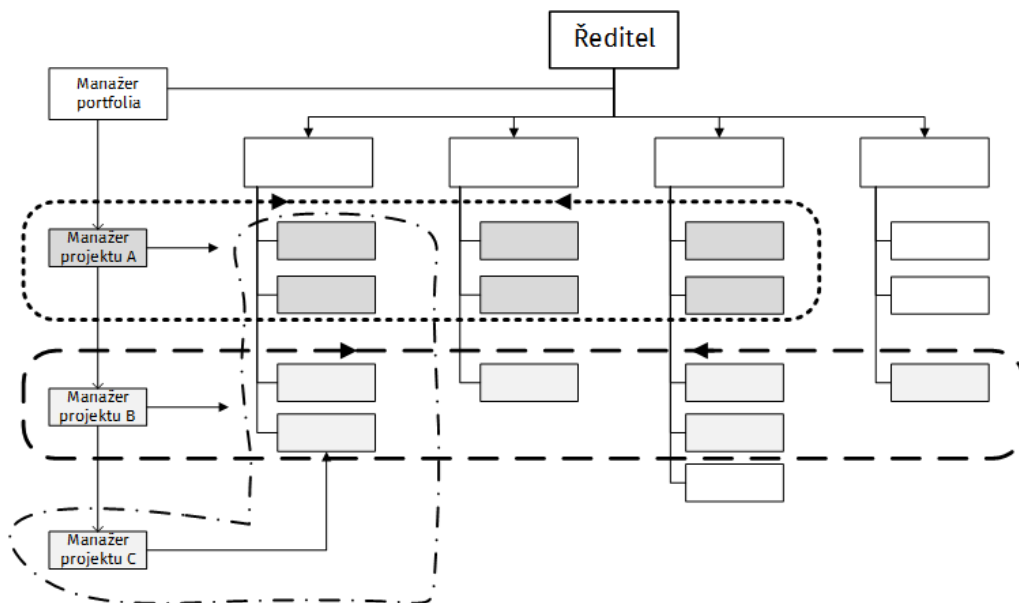 Ředitel
Manažer
portfolia
Manažer
projektu A
Manažer
projektu B
Manažer
projektu C